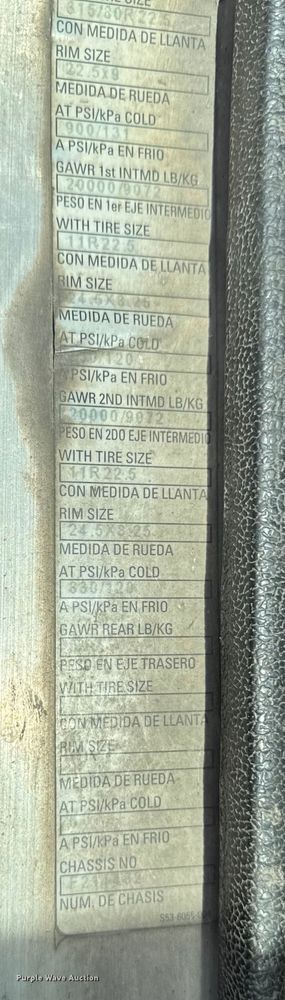 315/80R22.5
CON MEDIDA DE LLANTA
RIM SIZE
22.5x9
MEDIDA DE RUEDA
AT PSI/kPa COLD
900/131
A PSI/kPa EN FRIO
GAWR 1st INTMD LB/KG
20000/9072
PESO EN 1er EJE INTERMEDIO
WITH TIRE SIZE
11R22.5
CON MEDIDA DE LLANTA
RIM SIZE
24.5X8.25
MEDIDA DE RUEDA
AT PSI/kPa COLD
/120
A PSI/kPa EN FRIO
GAWR 2ND INTMD LB/KG
20000/9072
PESO EN 2DO EJE INTERMEDIO
WITH TIRE SIZE
11R22.5
CON MEDIDA DE LLANTA
RIM SIZE
24.5X8.25
MEDIDA DE RUEDA
AT PSI/kPa COLD
830/120
A PSI/kPa EN FRIO
GAWR REAR LB/KG
PESO EN EJE TRASERO
WITH TIRE SIZE
CON MEDIDA DE LLANTA
RIM SIZE
MEDIDA DE RUEDA
AT PSI/kPa COLD
A PSI/kPa EN FRIO
CHASSIS NO
NUM. DE CHASIS
Purple Wave Auction